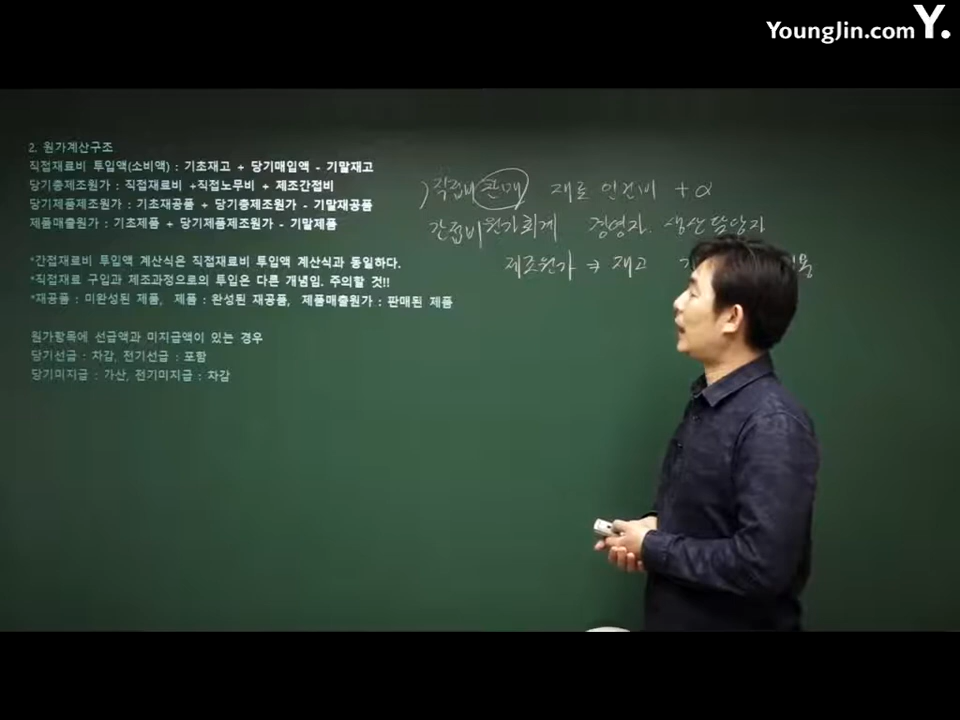 YoungJin.com Y.
2. 원가계산구조
직접재료비 투입액(소비액) : 기초재고 + 당기매입액 - 기말재고
당기총제조원가 : 직접재료비 +직접노무비 + 제조간접비
당기제품제조원가 : 기초재공품 + 당기총제조원가 - 기말재공품
제품매출원가 : 기초제품 + 당기제품제조원가 - 기말제품
*간접재료비 투입액 계산식은 직접재료비 투입액 계산식과 동일하다.
*직접재료 구입과 제조과정으로의 투입은 다른 개념임. 주의할 것!!
*재공품 : 미완성된 제품, 제품 : 완성된 재공품, 제품매출원가 : 판매된 제품
원가항목에 선급액과 미지급액이 있는 경우
당기선급 : 차감, 전기선급 : 포함
당기미지급 : 가산, 전기미지급 : 차감
직접비 판매 재료 인건비 + α
간접비 원가회계 경영자. 생산담당자
제조원가 ⇒ 재고